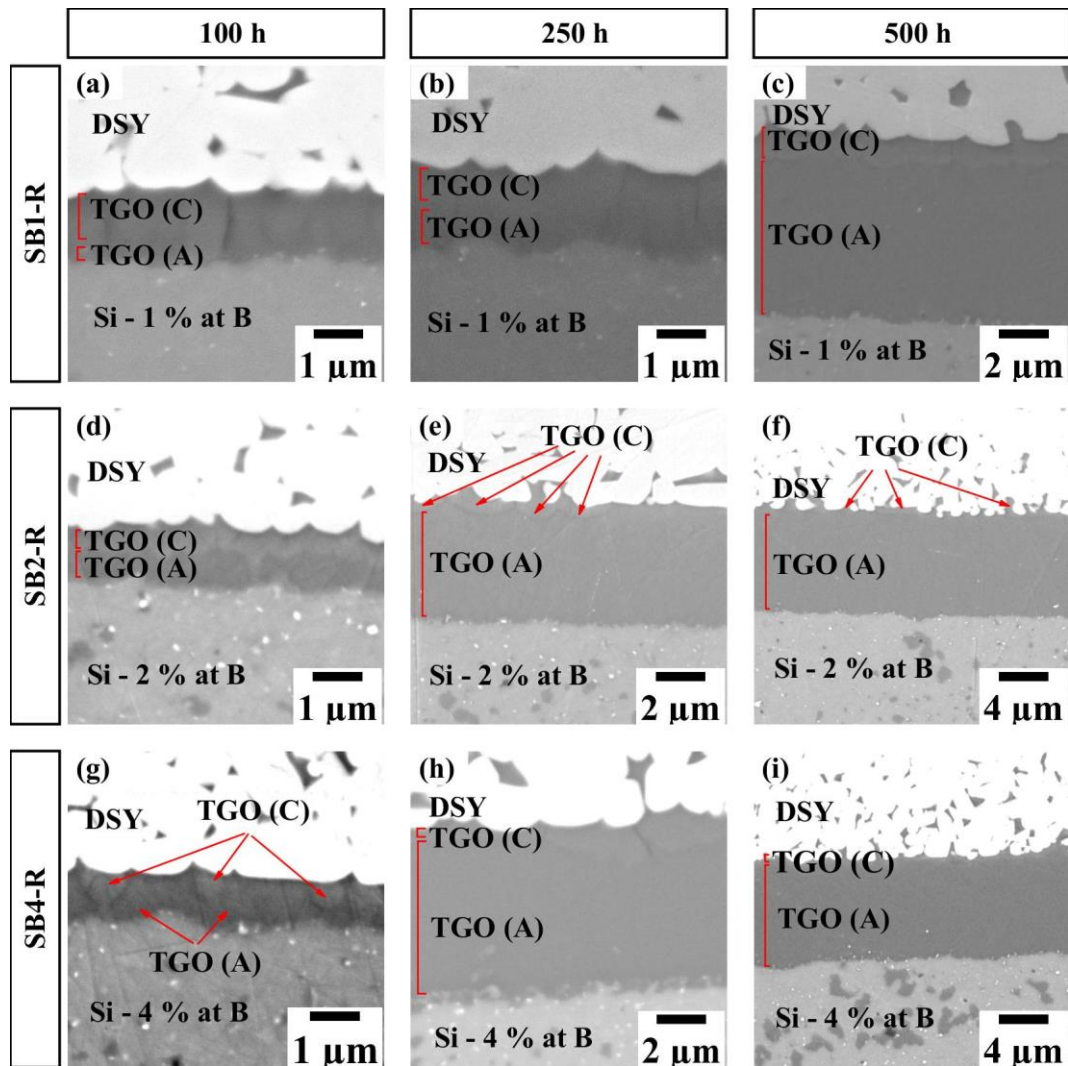 100 h
250 h
500 h
SB1-R
(a)
DSY
TGO (C)
TGO (A)
Si - 1 % at B
1 µm
(b)
DSY
TGO (C)
TGO (A)
Si - 1 % at B
1 µm
(c)
DSY
TGO (C)
TGO (A)
Si - 1 % at B
2 µm
SB2-R
(d)
DSY
TGO (C)
TGO (A)
Si - 2 % at B
1 µm
(e)
TGO (C)
DSY
TGO (A)
Si - 2 % at B
2 µm
(f)
TGO (C)
DSY
TGO (A)
Si - 2 % at B
4 µm
SB4-R
(g)
TGO (C)
DSY
TGO (A)
Si - 4 % at B
1 µm
(h)
DSY
TGO (C)
TGO (A)
Si - 4 % at B
2 µm
(i)
DSY
TGO (C)
TGO (A)
Si - 4 % at B
4 µm